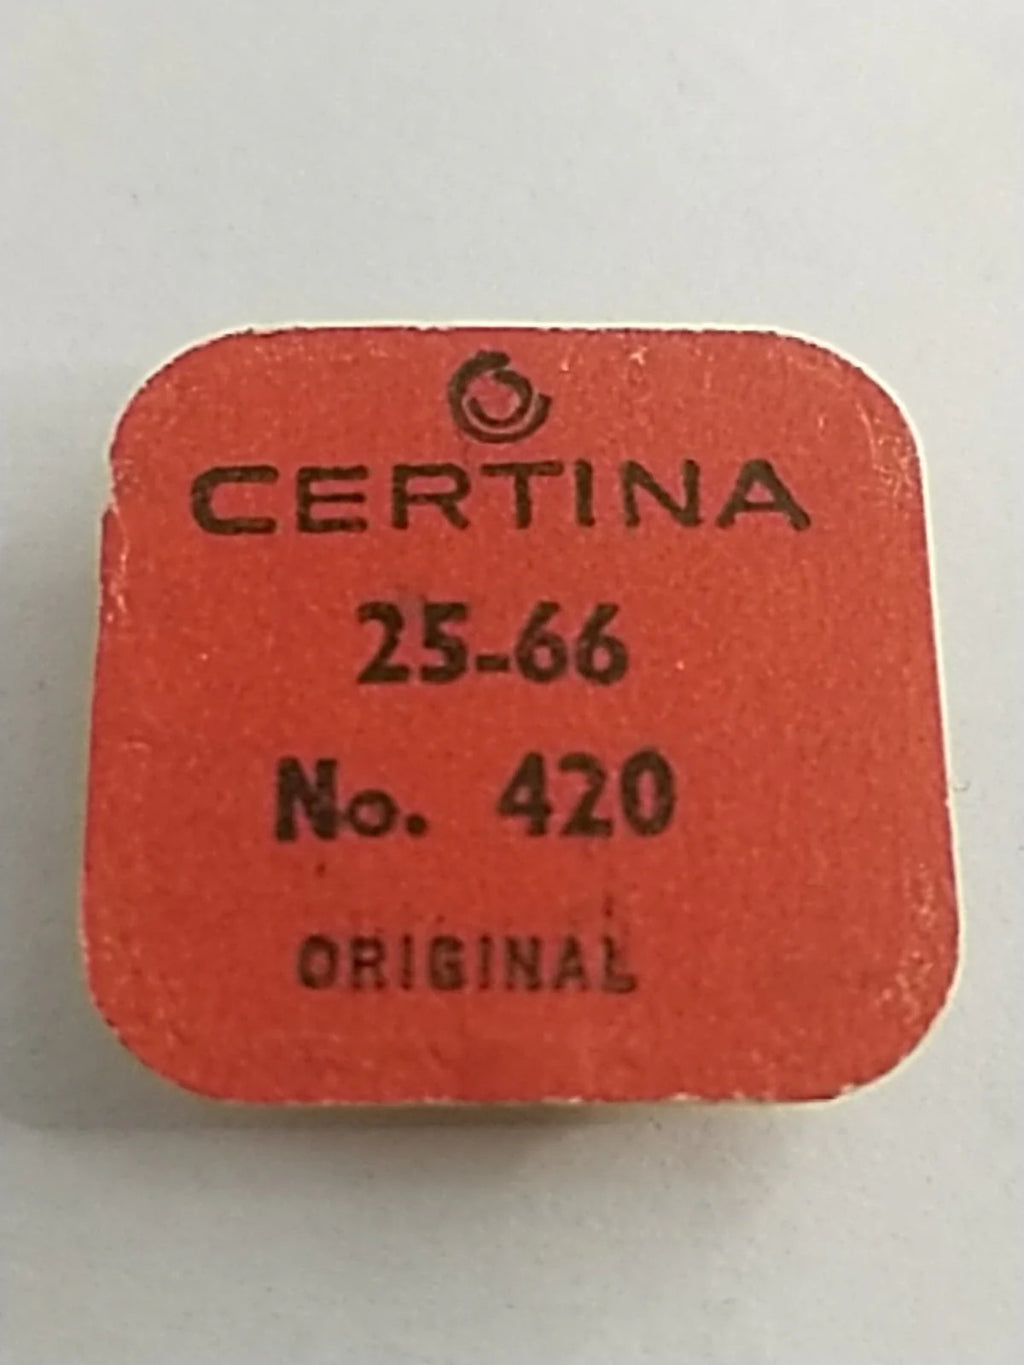 CERTINA
25-66
No. 420
ORIGINAL